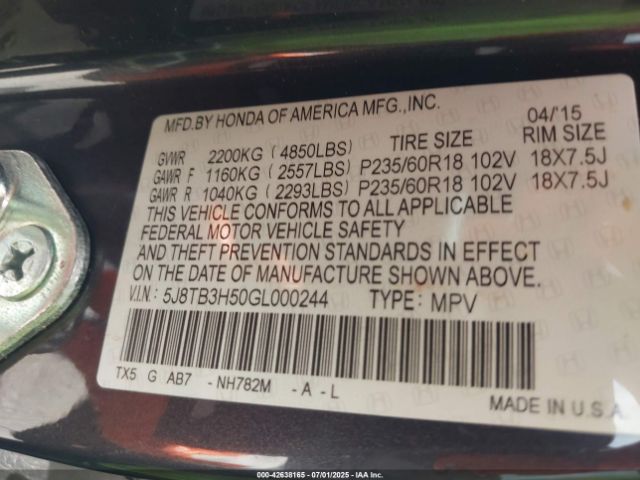 MFD.BY HONDA OF AMERICA MFG.,INC. 04/'15
TIRE SIZE RIM SIZE
GVWR 2200KG (4850LBS)
GAWR F 1160KG (2557LBS) P235/60R18 102V 18X7.5J
GAWR R 1040KG (2293LBS) P235/60R18 102V 18X7.5J
THIS VEHICLE CONFORMS TO ALL APPLICABLE
FEDERAL MOTOR VEHICLE SAFETY
AND THEFT PREVENTION STANDARDS IN EFFECT
ON THE DATE OF MANUFACTURE SHOWN ABOVE.
V.I.N.: 5J8TB3H50GL000244 TYPE: MPV
TX5 G AB7 -NH782M -A-L
MADE IN U.S.A.
000-42638165 - 07/01/2025 - IAA Inc.